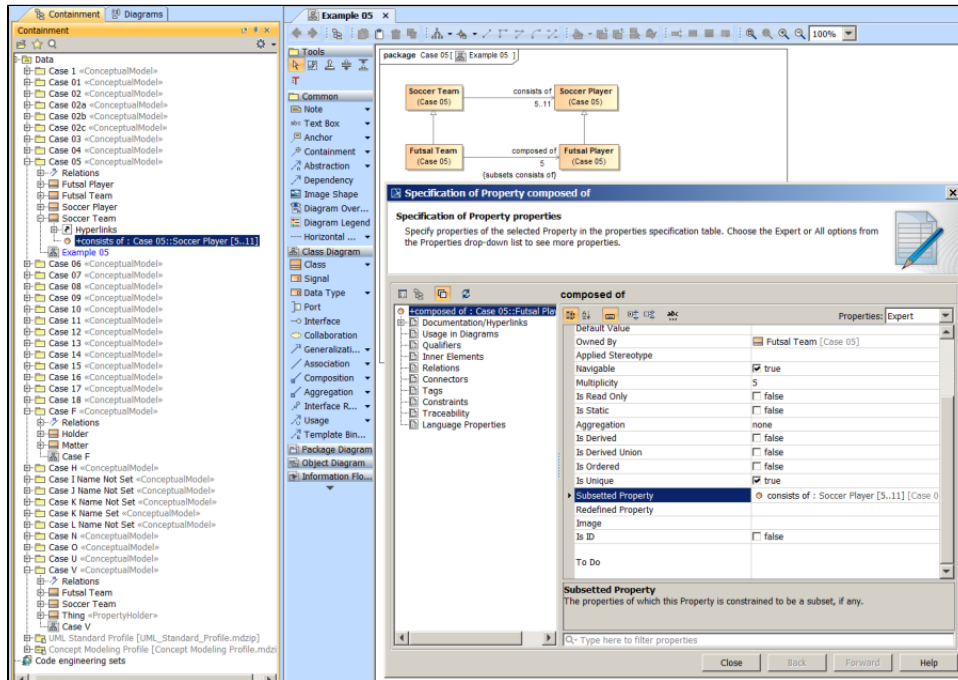 Containment
Diagrams
Containment
Data
Case 1 «ConceptualModel»
Case 01 «ConceptualModel»
Case 02 «ConceptualModel»
Case 02a «ConceptualModel»
Case 02b «ConceptualModel»
Case 02c «ConceptualModel»
Case 03 «ConceptualModel»
Case 04 «ConceptualModel»
Case 05 «ConceptualModel»
Relations
Futsal Player
Futsal Team
Soccer Player
Soccer Team
Hyperlinks
+consists of : Case 05::Soccer Player [5..11]
Example 05
Case 06 «ConceptualModel»
Case 07 «ConceptualModel»
Case 08 «ConceptualModel»
Case 09 «ConceptualModel»
Case 10 «ConceptualModel»
Case 11 «ConceptualModel»
Case 12 «ConceptualModel»
Case 13 «ConceptualModel»
Case 14 «ConceptualModel»
Case 15 «ConceptualModel»
Case 16 «ConceptualModel»
Case 17 «ConceptualModel»
Case 18 «ConceptualModel»
Case F «ConceptualModel»
Relations
Holder
Matter
Case F
Case H «ConceptualModel»
Case I Name Not Set «ConceptualModel»
Case J Name Not Set «ConceptualModel»
Case K Name Not Set «ConceptualModel»
Case K Name Set «ConceptualModel»
Case L Name Not Set «ConceptualModel»
Case N «ConceptualModel»
Case O «ConceptualModel»
Case U «ConceptualModel»
Case V «ConceptualModel»
Relations
Futsal Team
Soccer Team
Thing «PropertyHolder»
Case V
UML Standard Profile [UML_Standard_Profile.mdzip]
Concept Modeling Profile [Concept Modeling Profile.mdzi
Code engineering sets
Example 05
100%
Tools
Common
Note
abc Text Box
Anchor
Containment
Abstraction
Dependency
Image Shape
Diagram Over...
Diagram Legend
Horizontal ...
Class Diagram
Class
Signal
Data Type
Port
Interface
Collaboration
Generalizati...
Association
Composition
Aggregation
Interface R...
Usage
Template Bin...
Package Diagram
Object Diagram
Information Flo...
package Case 05[ Example 05 ]
Soccer Team
(Case 05)
consists of
5..11
Soccer Player
(Case 05)
Futsal Team
(Case 05)
composed of
5
{subsets consists of}
Futsal Player
(Case 05)
Specification of Property composed of
Specification of Property properties
Specify properties of the selected Property in the properties specification table. Choose the Expert or All options from
the Properties drop-down list to see more properties.
+composed of : Case 05::Futsal Play
Documentation/Hyperlinks
Usage in Diagrams
Qualifiers
Inner Elements
Relations
Connectors
Tags
Constraints
Traceability
Language Properties
composed of
abc
Properties: Expert
Default Value
Owned By Futsal Team [Case 05]
Applied Stereotype
Navigable true
Multiplicity 5
Is Read Only false
Is Static false
Aggregation none
Is Derived false
Is Derived Union false
Is Ordered false
Is Unique true
Subsetted Property consists of : Soccer Player [5..11] [Case 0
Redefined Property
Image
Is ID false
To Do
Subsetted Property
The properties of which this Property is constrained to be a subset, if any.
Type here to filter properties
Close
Back
Forward
Help